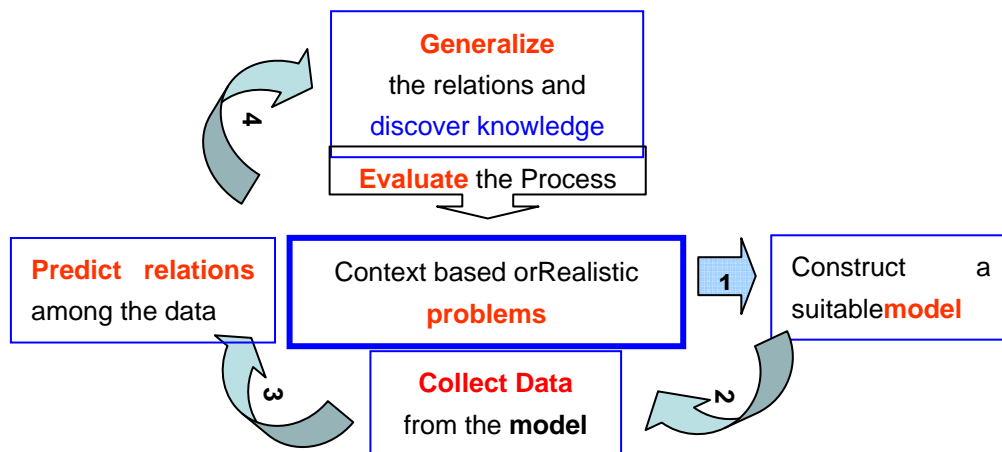 Generalize
the relations and
discover knowledge
Evaluate the Process
4
Predict relations
among the data
Context based orRealistic
problems
1
Construct a
suitablemodel
2
3
Collect Data
from the model